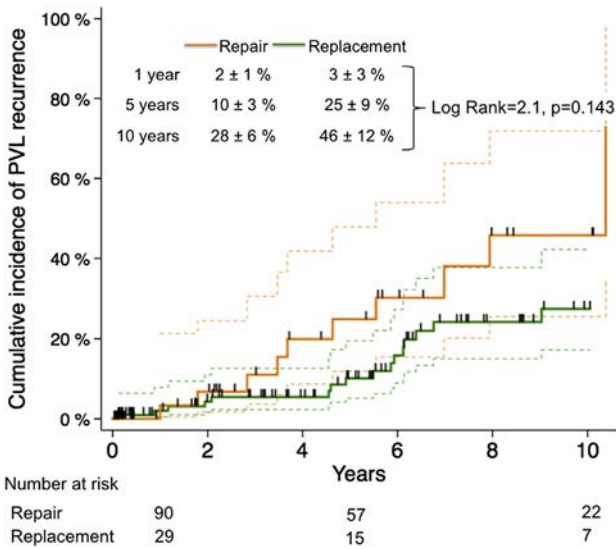 100 %
Repair Replacement
1 year 2 ± 1 % 3 ± 3 %
80 %
5 years 10 ± 3 % 25 ± 9 % Log Rank=2.1, p=0.143
10 years 28 ± 6 % 46 ± 12 %
60 %
40 %
20 %
0 %
Cumulative incidence of PVL recurrence
0 2 4 6 8 10
Years
Number at risk
Repair 90 57 22
Replacement 29 15 7